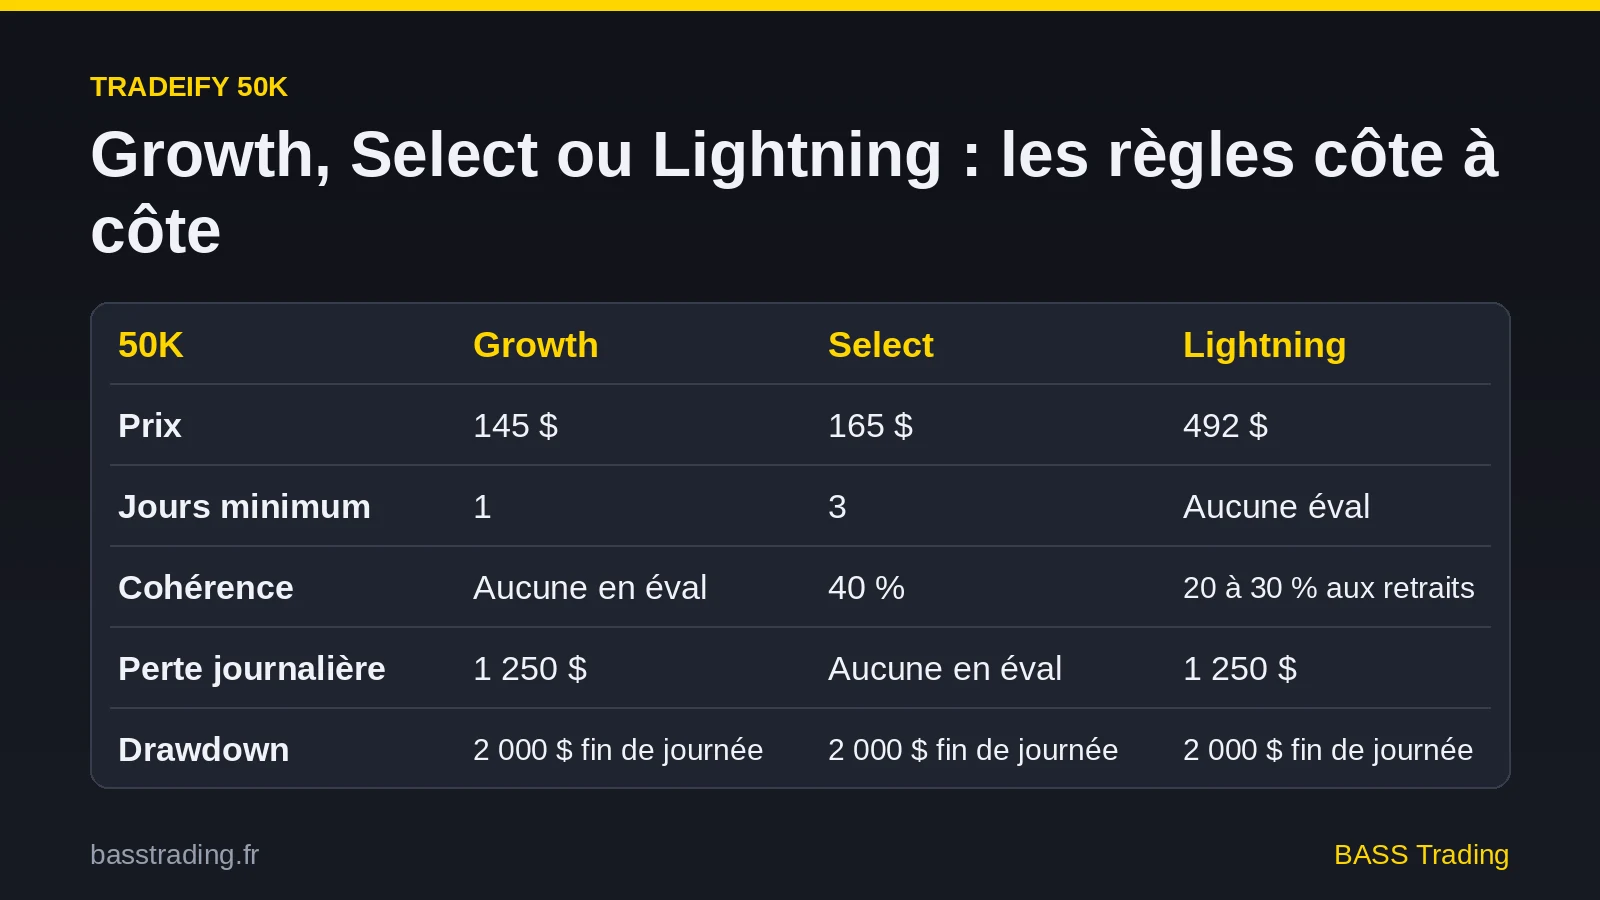 TRADEIFY 50K
Growth, Select ou Lightning : les règles côte à
côte
50K Growth Select Lightning
Prix 145 $ 165 $ 492 $
Jours minimum 1 3 Aucune éval
Cohérence Aucune en éval 40 % 20 à 30 % aux retraits
Perte journalière 1 250 $ Aucune en éval 1 250 $
Drawdown 2 000 $ fin de journée 2 000 $ fin de journée 2 000 $ fin de journée
basstrading.fr BASS Trading